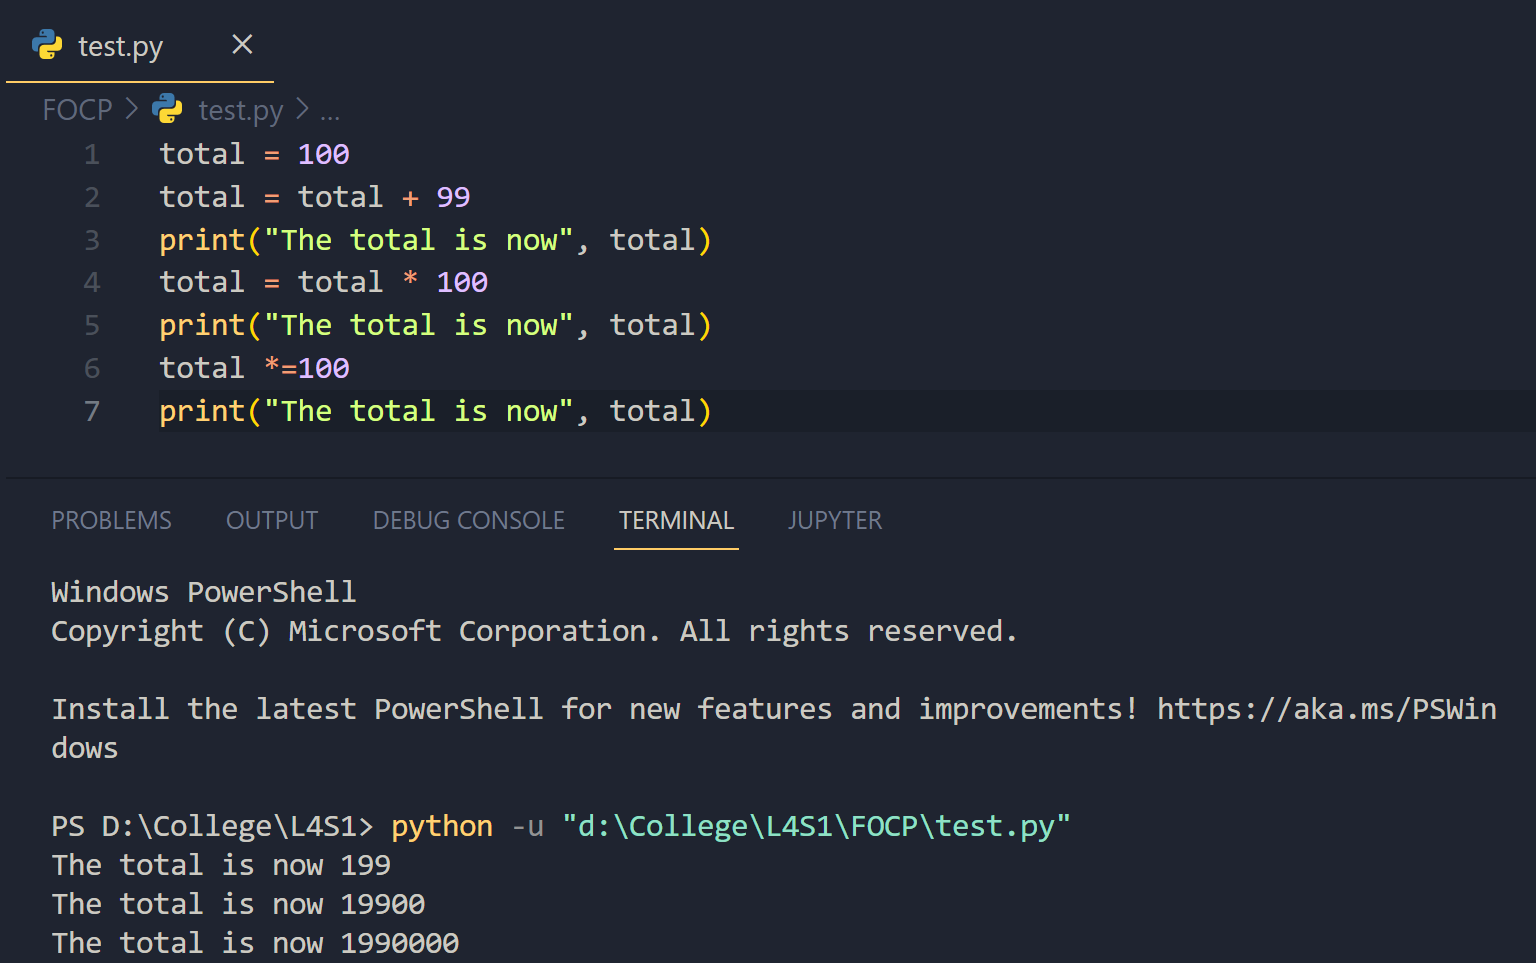 test.py
FOCP > test.py > ...
1 total = 100
2 total = total + 99
3 print("The total is now", total)
4 total = total * 100
5 print("The total is now", total)
6 total *=100
7 print("The total is now", total)
PROBLEMS OUTPUT DEBUG CONSOLE TERMINAL JUPYTER
Windows PowerShell
Copyright (C) Microsoft Corporation. All rights reserved.
Install the latest PowerShell for new features and improvements! https://aka.ms/PSWin
dows
PS D:\College\L4S1> python -u "d:\College\L4S1\FOCP\test.py"
The total is now 199
The total is now 19900
The total is now 1990000